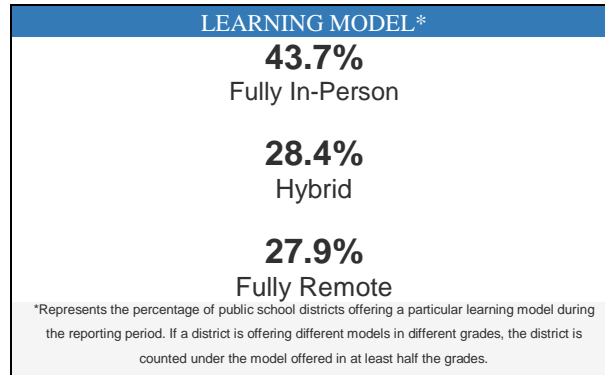 LEARNING MODEL*
43.7%
Fully In-Person
28.4%
Hybrid
27.9%
Fully Remote
*Represents the percentage of public school districts offering a particular learning model during
the reporting period. If a district is offering different models in different grades, the district is
counted under the model offered in at least half the grades.